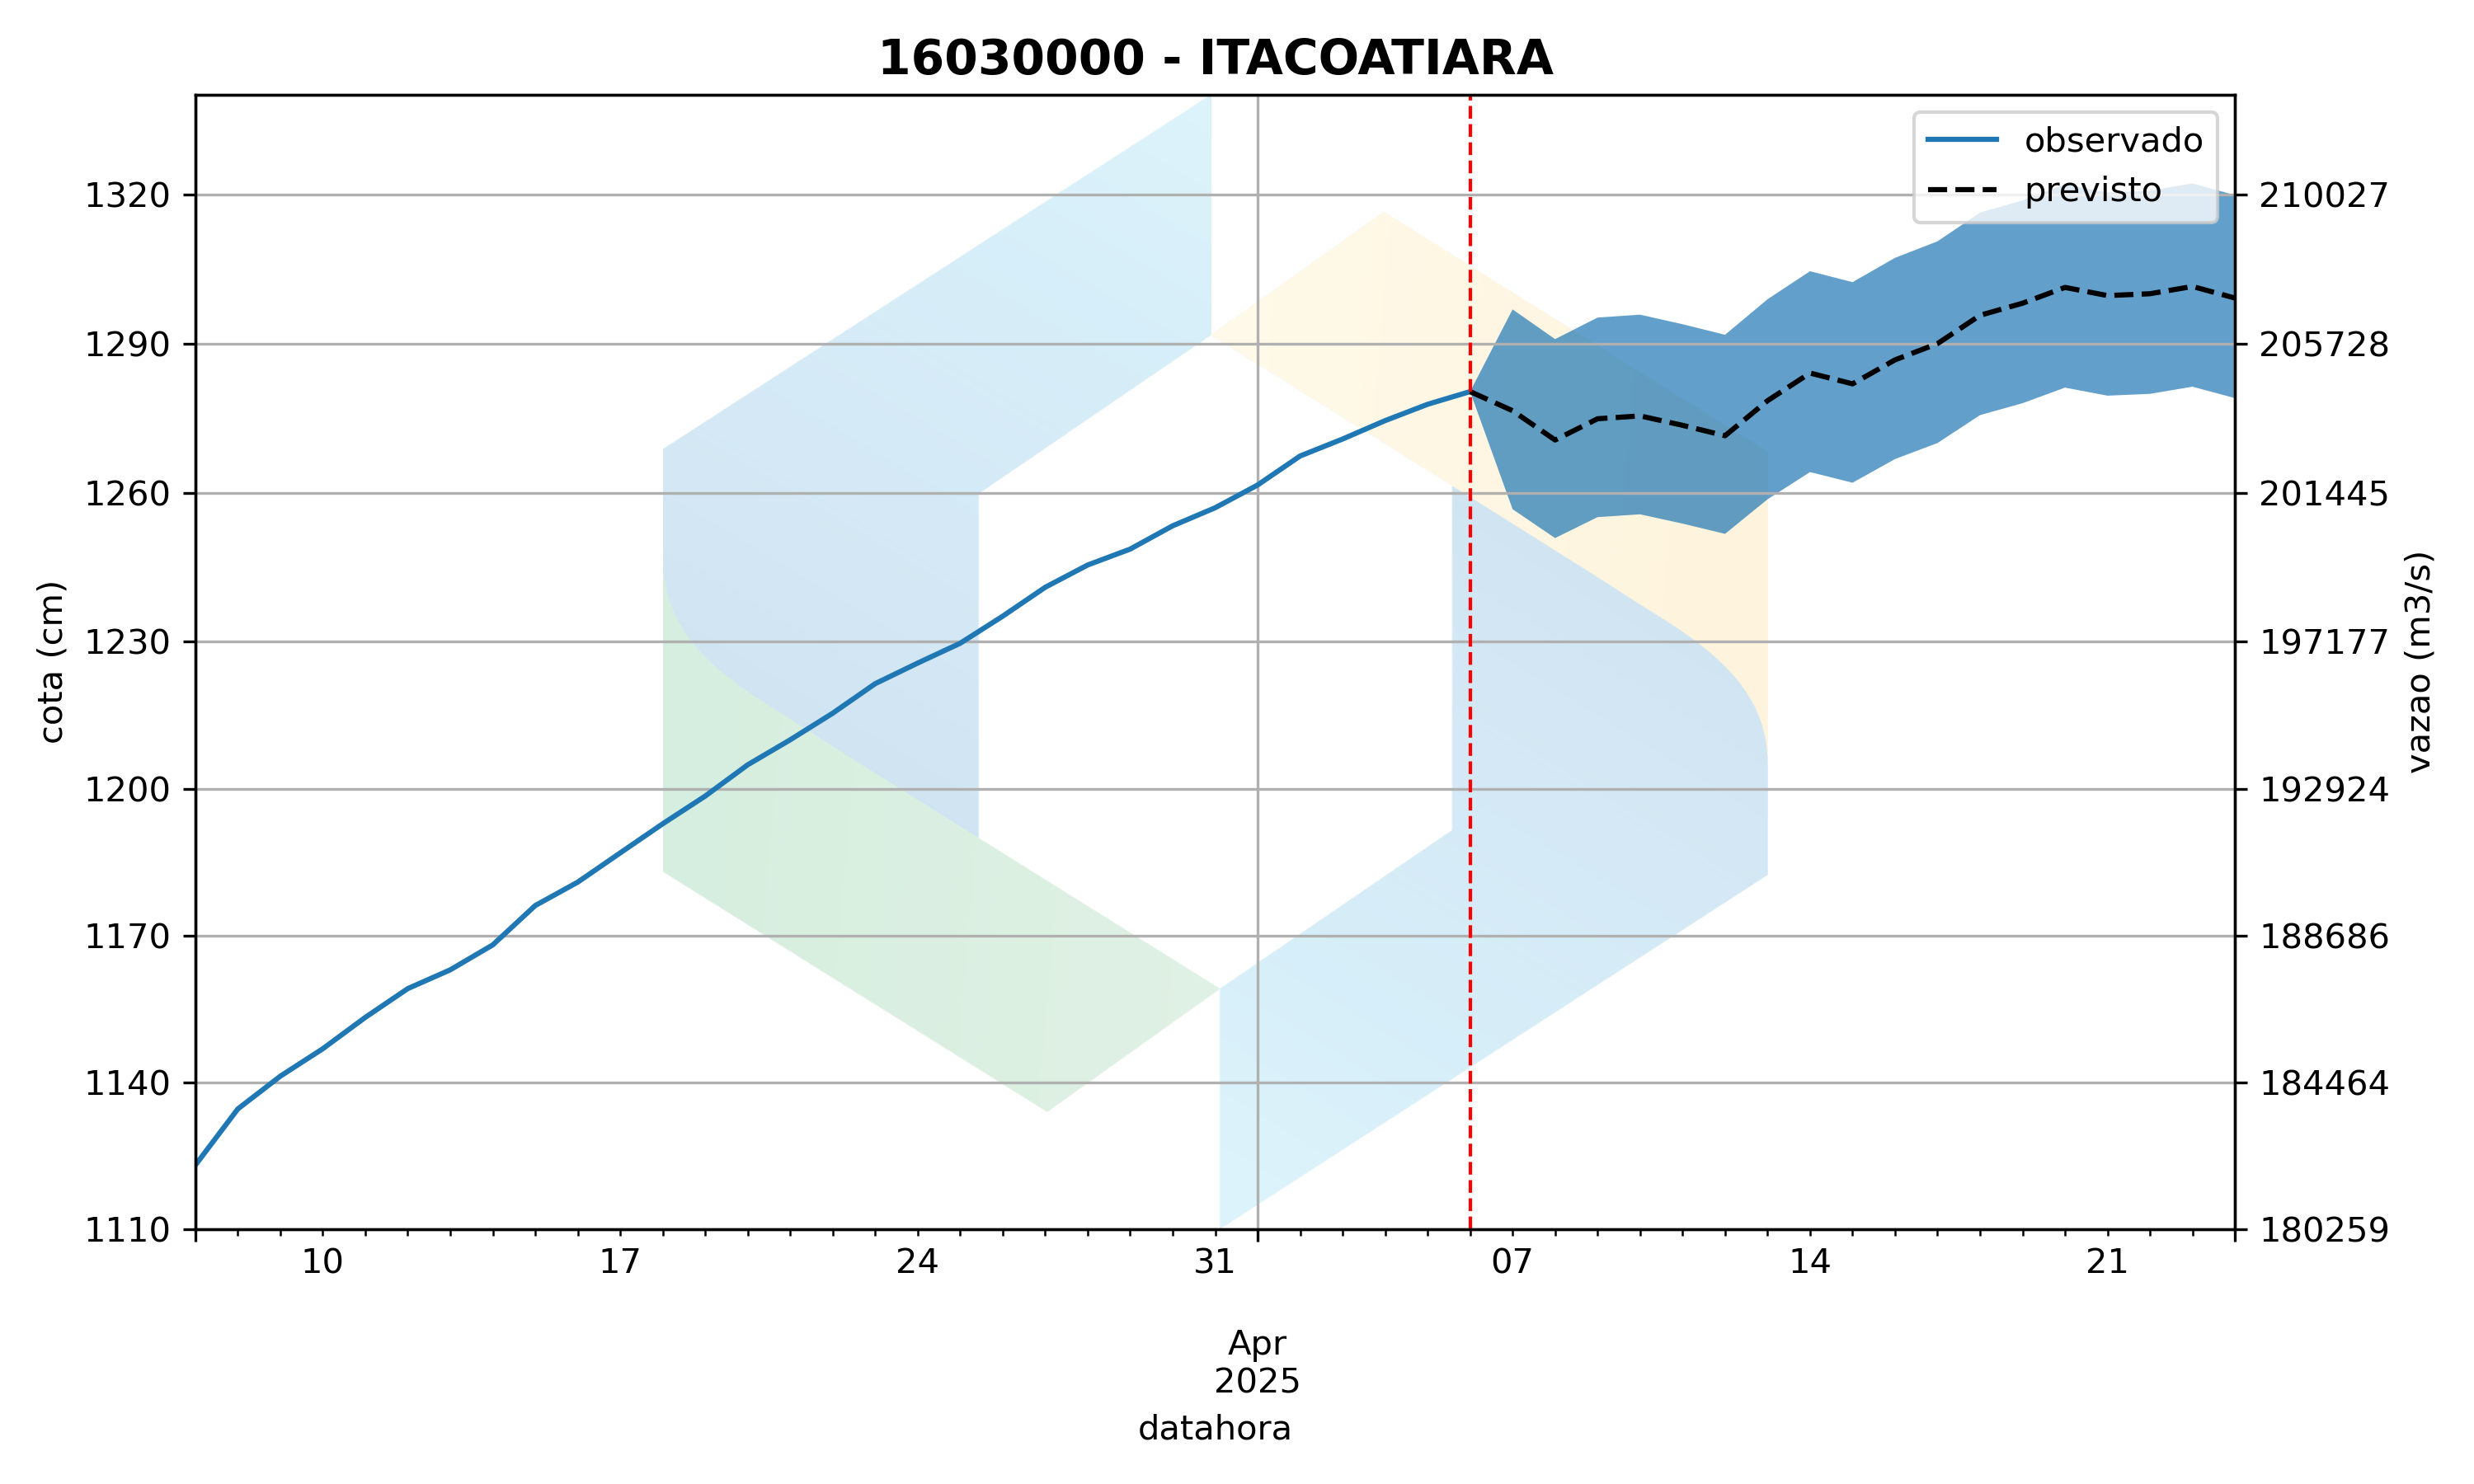 16030000 - ITACOATIARA
observado
previsto
1320
1290
1260
1230
1200
1170
1140
1110
cota (cm)
210027
205728
201445
197177
192924
188686
184464
180259
vazao (m3/s)
10 17 24 31 07 14 21
Apr
2025
datahora